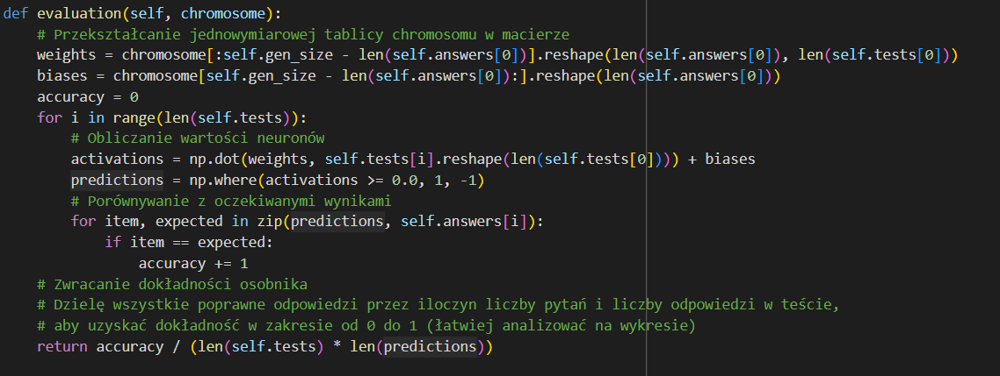 def evaluation(self, chromosome):
    # Przekształcanie jednowymiarowej tablicy chromosomu w macierze
    weights = chromosome[:self.gen_size - len(self.answers[0])].reshape(len(self.answers[0]), len(self.tests[0]))
    biases = chromosome[self.gen_size - len(self.answers[0]):].reshape(len(self.answers[0]))
    accuracy = 0
    for i in range(len(self.tests)):
        # Obliczanie wartości neuronów
        activations = np.dot(weights, self.tests[i].reshape(len(self.tests[0]))) + biases
        predictions = np.where(activations >= 0.0, 1, -1)
        # Porównywanie z oczekiwanymi wynikami
        for item, expected in zip(predictions, self.answers[i]):
            if item == expected:
                accuracy += 1
    # Zwracanie dokładności osobnika
    # Dzielę wszystkie poprawne odpowiedzi przez iloczyn liczby pytań i liczby odpowiedzi w teście,
    # aby uzyskać dokładność w zakresie od 0 do 1 (łatwiej analizować na wykresie)
    return accuracy / (len(self.tests) * len(predictions))